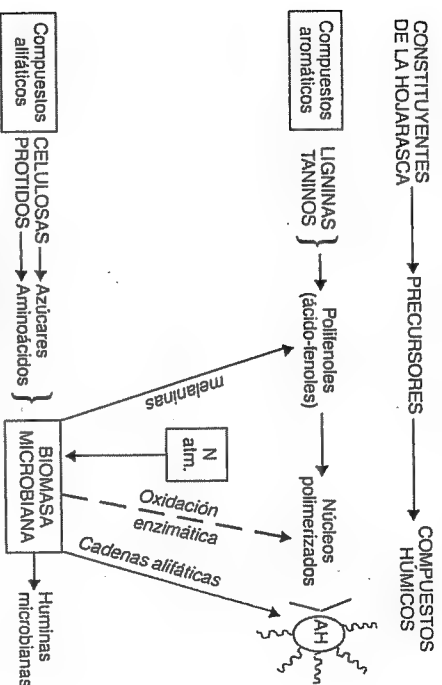 CONSTITUYENTES
DE LA HOJARASCA
PRECURSORES
COMPUESTOS
HÚMICOS
Compuestos
aromáticos
LIGNINAS
TANINOS
Polifenoles
(ácido-fenoles)
Núcleos
polimerizados
AH
melaninas
N
atm.
Oxidación
enzimática
Cadenas alifáticas
Compuestos
alifáticos
CELULOSAS
PROTIDOS
Azúcares
Aminoácidos
BIOMASA
MICROBIANA
Huminas
microbianas